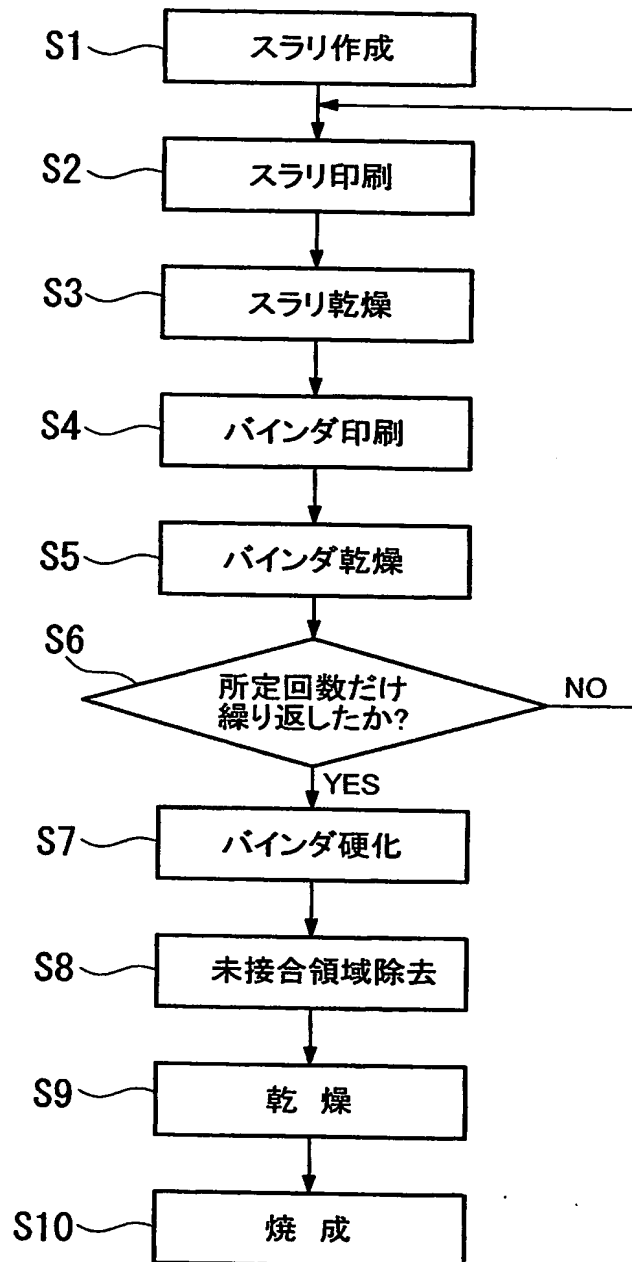 S1 スラリ作成
S2 スラリ印刷
S3 スラリ乾燥
S4 バインダ印刷
S5 バインダ乾燥
S6
所定回数だけ
繰り返したか?
NO
YES
S7 バインダ硬化
S8 未接合領域除去
S9 乾 燥
S10 焼 成